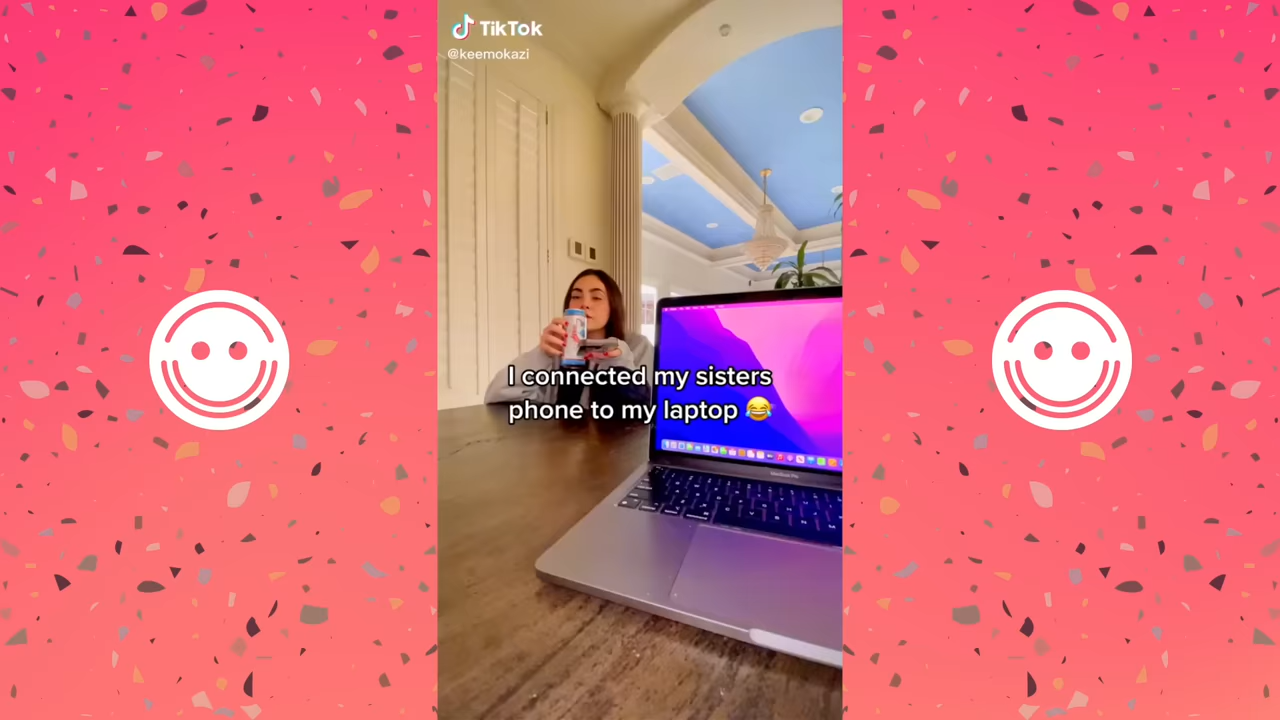 TikTok
@keemokazi
I connected my sisters
phone to my laptop 😂